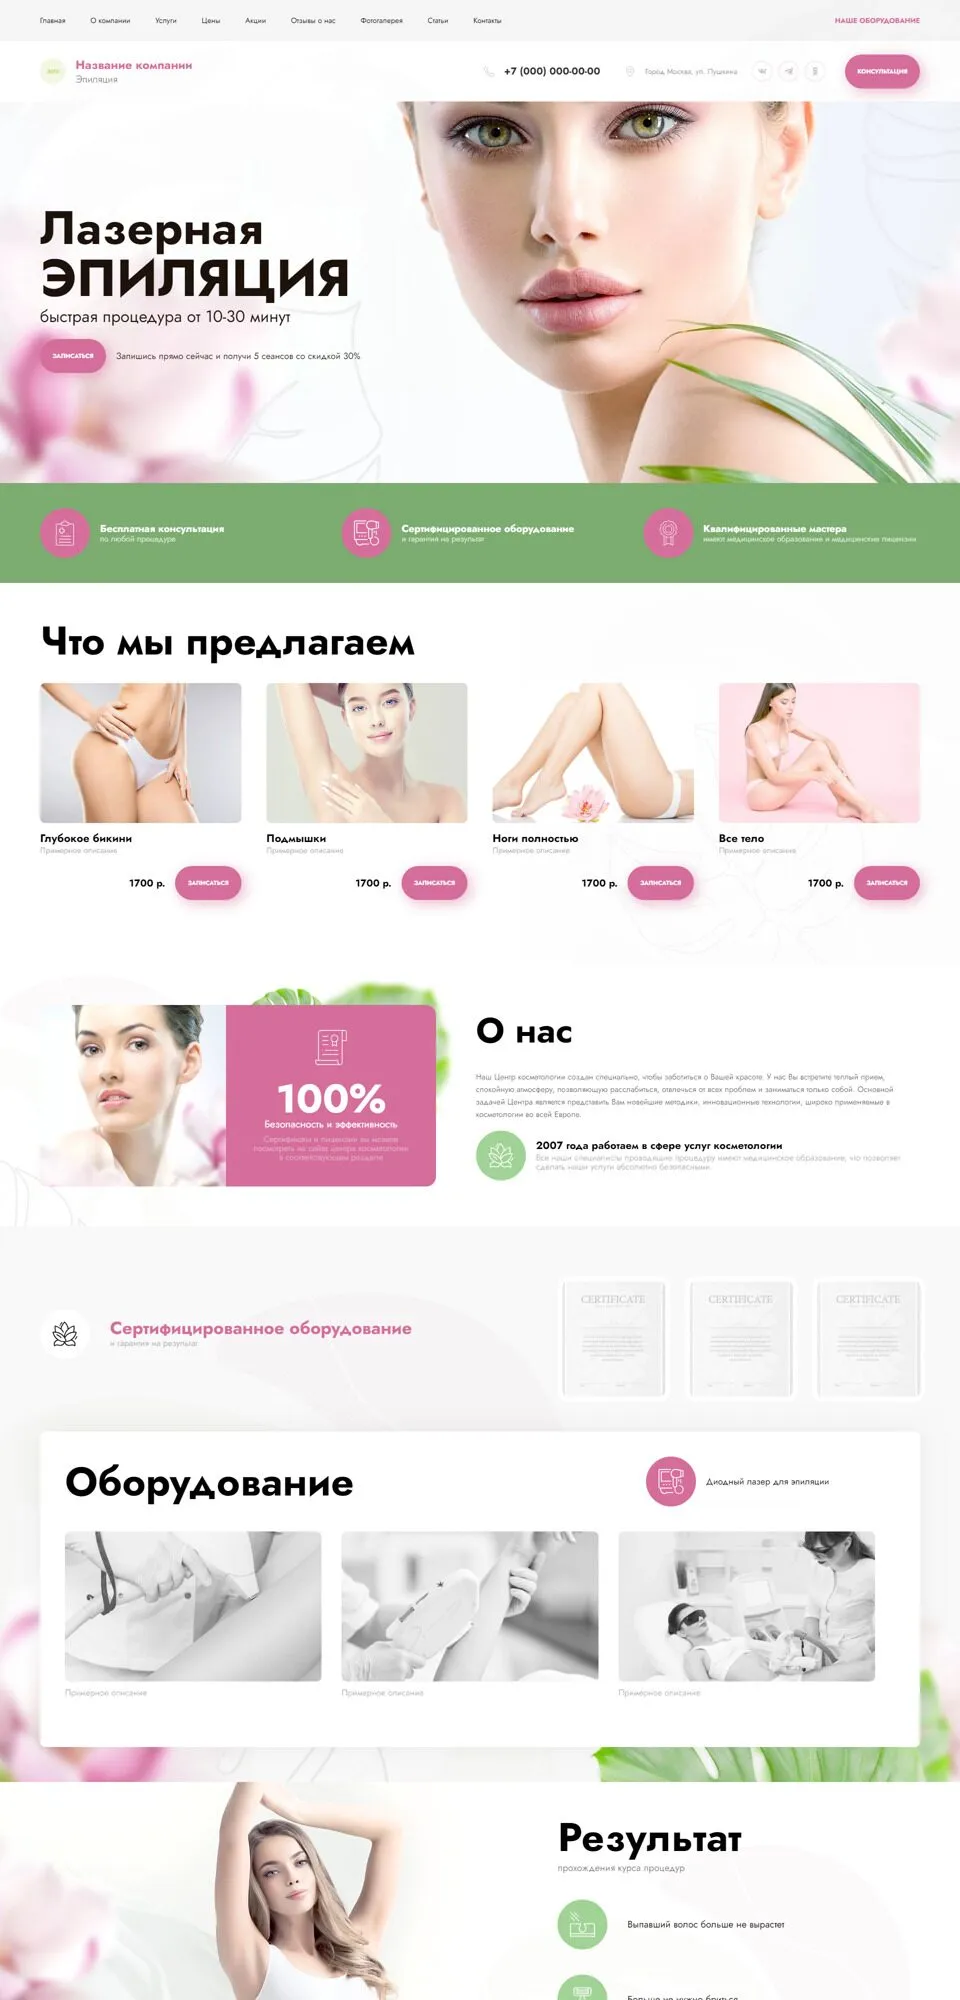 Главная
О компании
Услуги
Цены
Акции
Отзывы о нас
Фотогалерея
Статьи
Контакты
НАШЕ ОБОРУДОВАНИЕ
Название компании
Эпиляция
+7 (000) 000-00-00
Город Москва, ул. Пушкина
КОНСУЛЬТАЦИЯ
Лазерная
ЭПИЛЯЦИЯ
быстрая процедура от 10-30 минут
ЗАПИСАТЬСЯ
Запишись прямо сейчас и получи 5 сеансов со скидкой 30%
Бесплатная консультация
по любой процедуре
Сертифицированное оборудование
и гарантия на результат
Квалифицированные мастера
имеют медицинское образование и медицинские лицензии
Что мы предлагаем
Глубокое бикини
Примерное описание
1700 р.
ЗАПИСАТЬСЯ
Подмышки
Примерное описание
1700 р.
ЗАПИСАТЬСЯ
Ноги полностью
Примерное описание
1700 р.
ЗАПИСАТЬСЯ
Все тело
Примерное описание
1700 р.
ЗАПИСАТЬСЯ
100%
Безопасность и эффективность
Сертификаты и лицензии вы можете
посмотреть на сайте центра косметологии
в соответствующем разделе
О нас
Наш Центр косметологии создан специально, чтобы заботиться о Вашей красоте. У нас Вы встретите теплый прием,
спокойную атмосферу, позволяющую расслабиться, отвлечься от всех проблем и заниматься только собой. Основной
задачей Центра является представить Вам новейшие методики, инновационные технологии, широко применяемые в
косметологии во всей Европе.
2007 года работаем в сфере услуг косметологии
Все наши специалисты проводящие процедуру имеют медицинское образование, что позволяет
сделать наши услуги абсолютно безопасными
Сертифицированное оборудование
и гарантия на результат
CERTIFICATE
CERTIFICATE
CERTIFICATE
Оборудование
Диодный лазер для эпиляции
Примерное описание
Примерное описание
Примерное описание
Результат
прохождения курса процедур
Выпавший волос больше не вырастет
Больше не нужно бриться